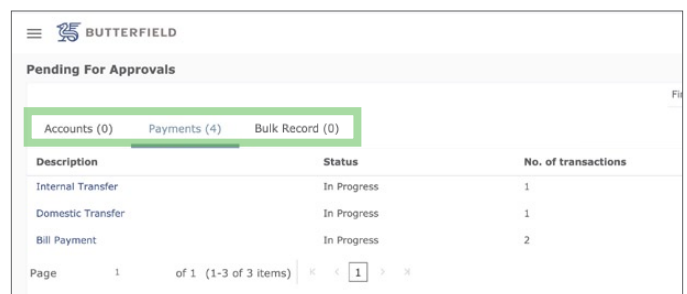 BUTTERFIELD
Pending For Approvals
Accounts (0) Payments (4) Bulk Record (0)
Description Status No. of transactions
Internal Transfer In Progress 1
Domestic Transfer In Progress 1
Bill Payment In Progress 2
Page 1 of 1 (1-3 of 3 items) « < 1 > »